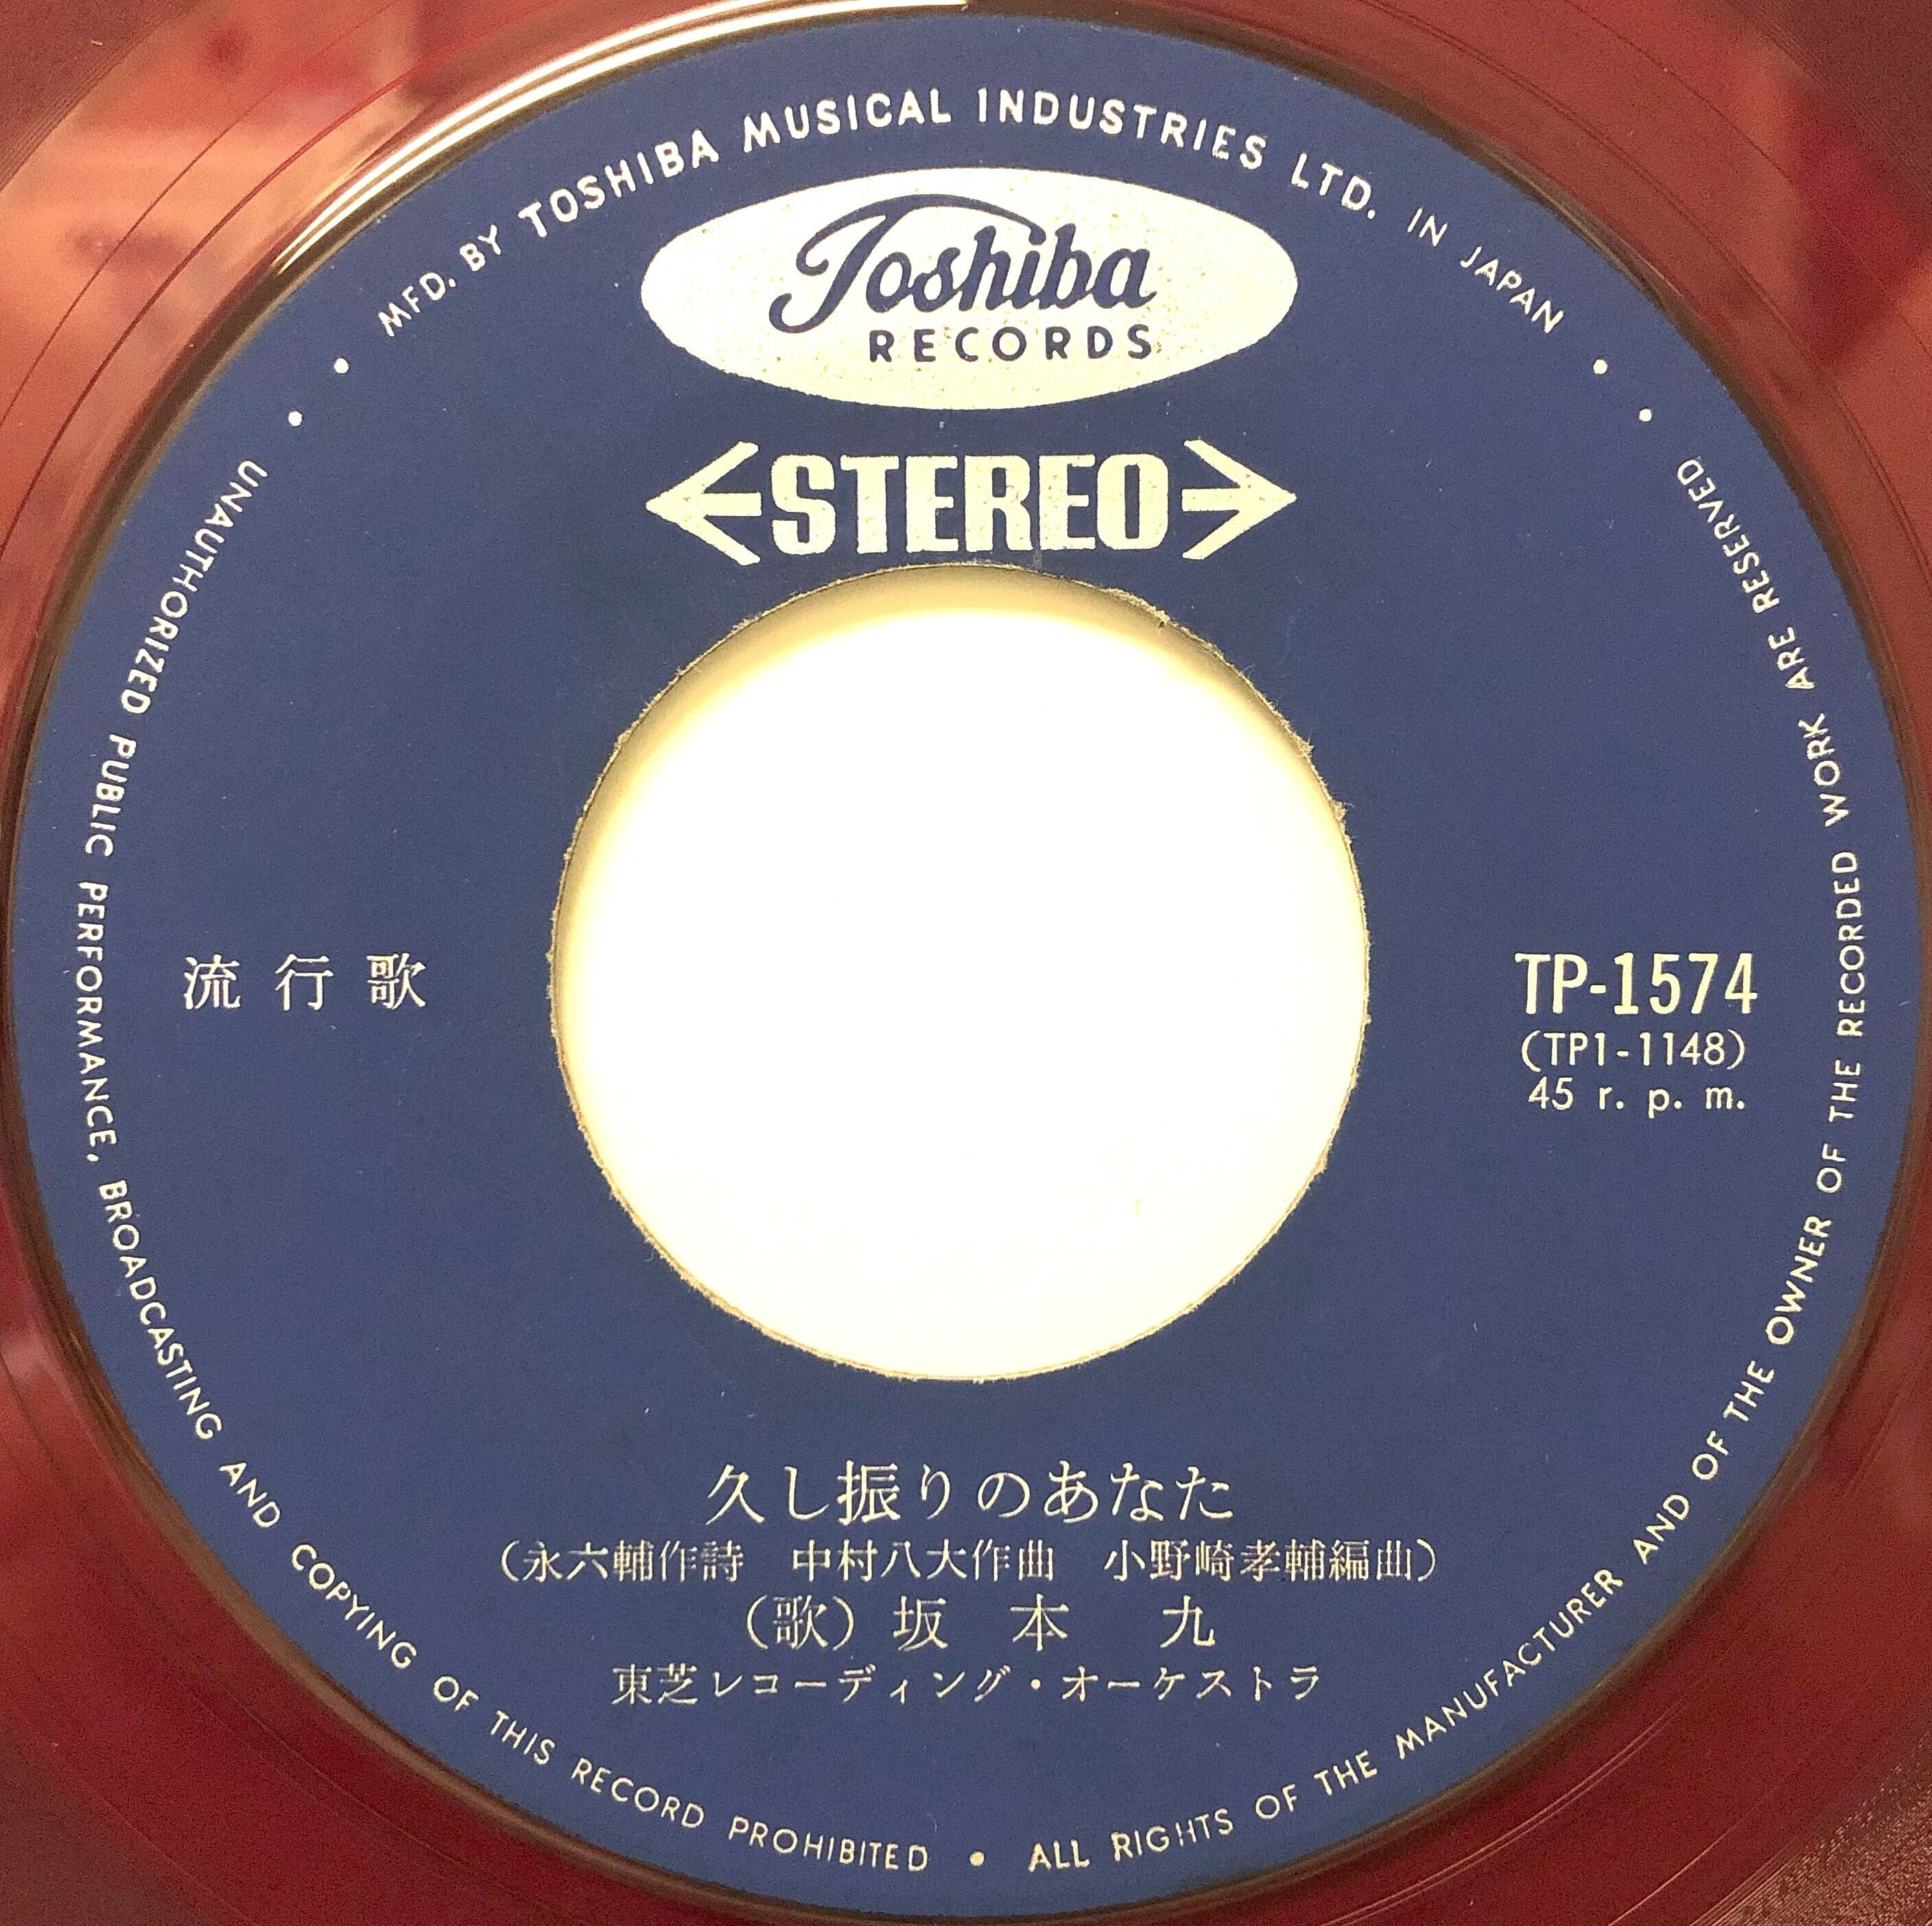 MFD. BY TOSHIBA MUSICAL INDUSTRIES LTD. IN JAPAN
Toshiba
RECORDS
STEREO
流行歌
TP-1574
(TP1-1148)
45 r. p. m.
久し振りのあなた
(永六輔作詩 中村八大作曲 小野崎孝輔編曲)
(歌) 坂本九
東芝レコーディング・オーケストラ
UNAUTHORIZED PUBLIC PERFORMANCE, BROADCASTING AND COPYING OF THIS RECORD PROHIBITED • ALL RIGHTS OF THE MANUFACTURER AND OF THE OWNER OF THE RECORDED WORK ARE RESERVED